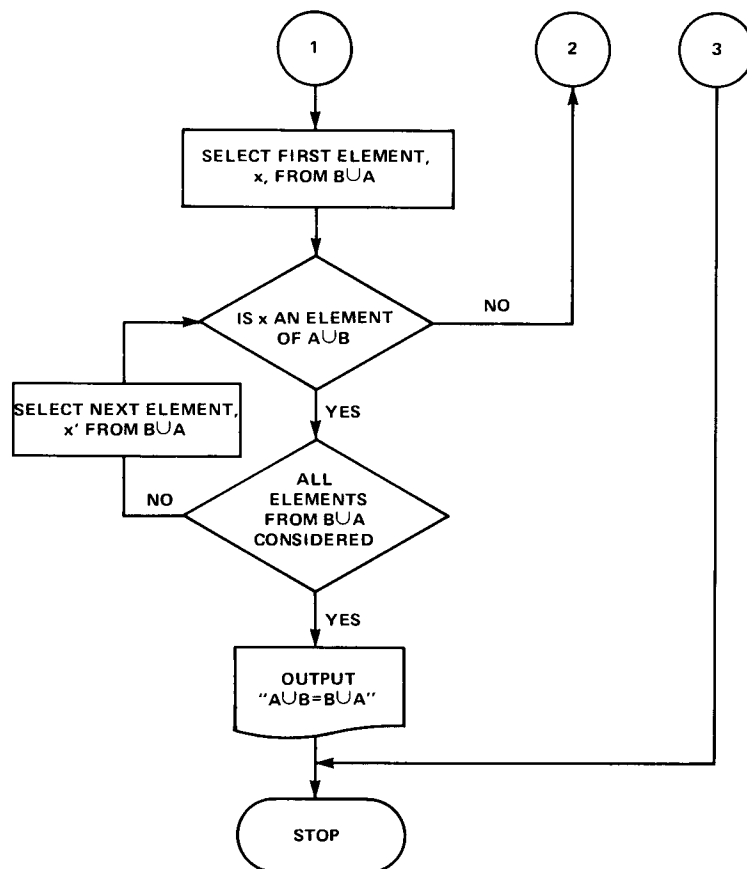 1
2
3
SELECT FIRST ELEMENT,
x, FROM B∪A
IS x AN ELEMENT
OF A∪B
NO
YES
SELECT NEXT ELEMENT,
x' FROM B∪A
NO
ALL
ELEMENTS
FROM B∪A
CONSIDERED
YES
OUTPUT
"A∪B=B∪A"
STOP